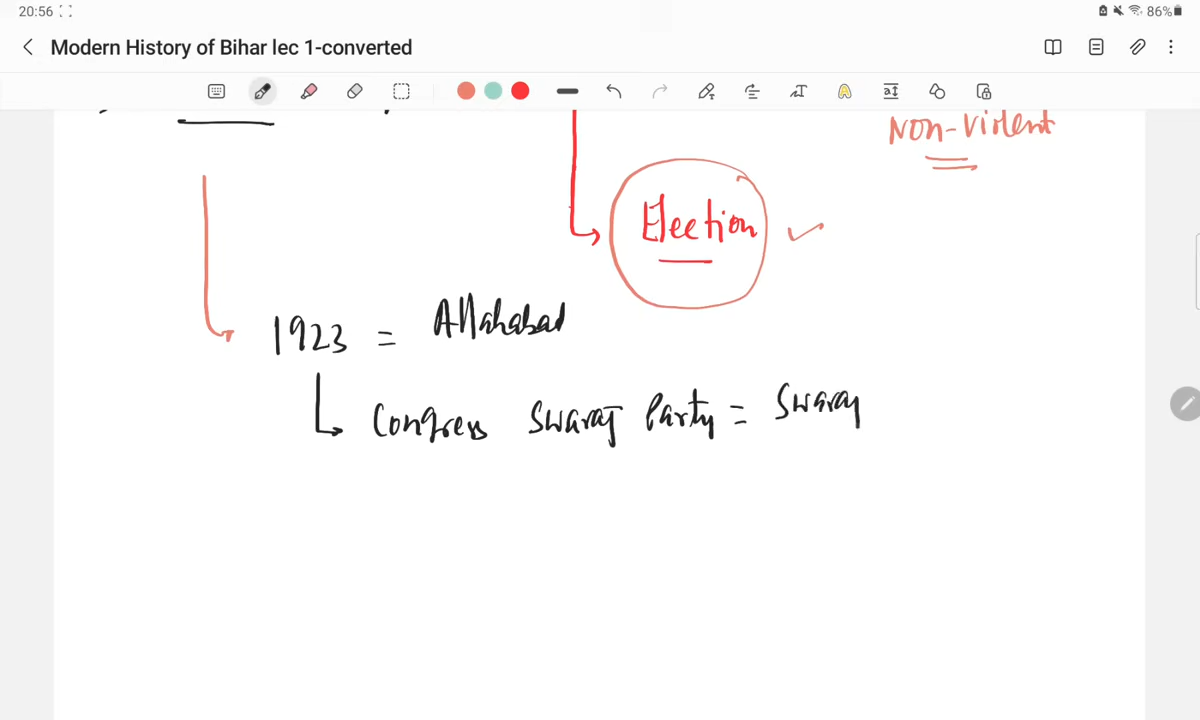 20:56
86%
Modern History of Bihar lec 1-converted
Non-Violent
Election
1923 = Allahabad
Congress Swaraj Party = Swaraj